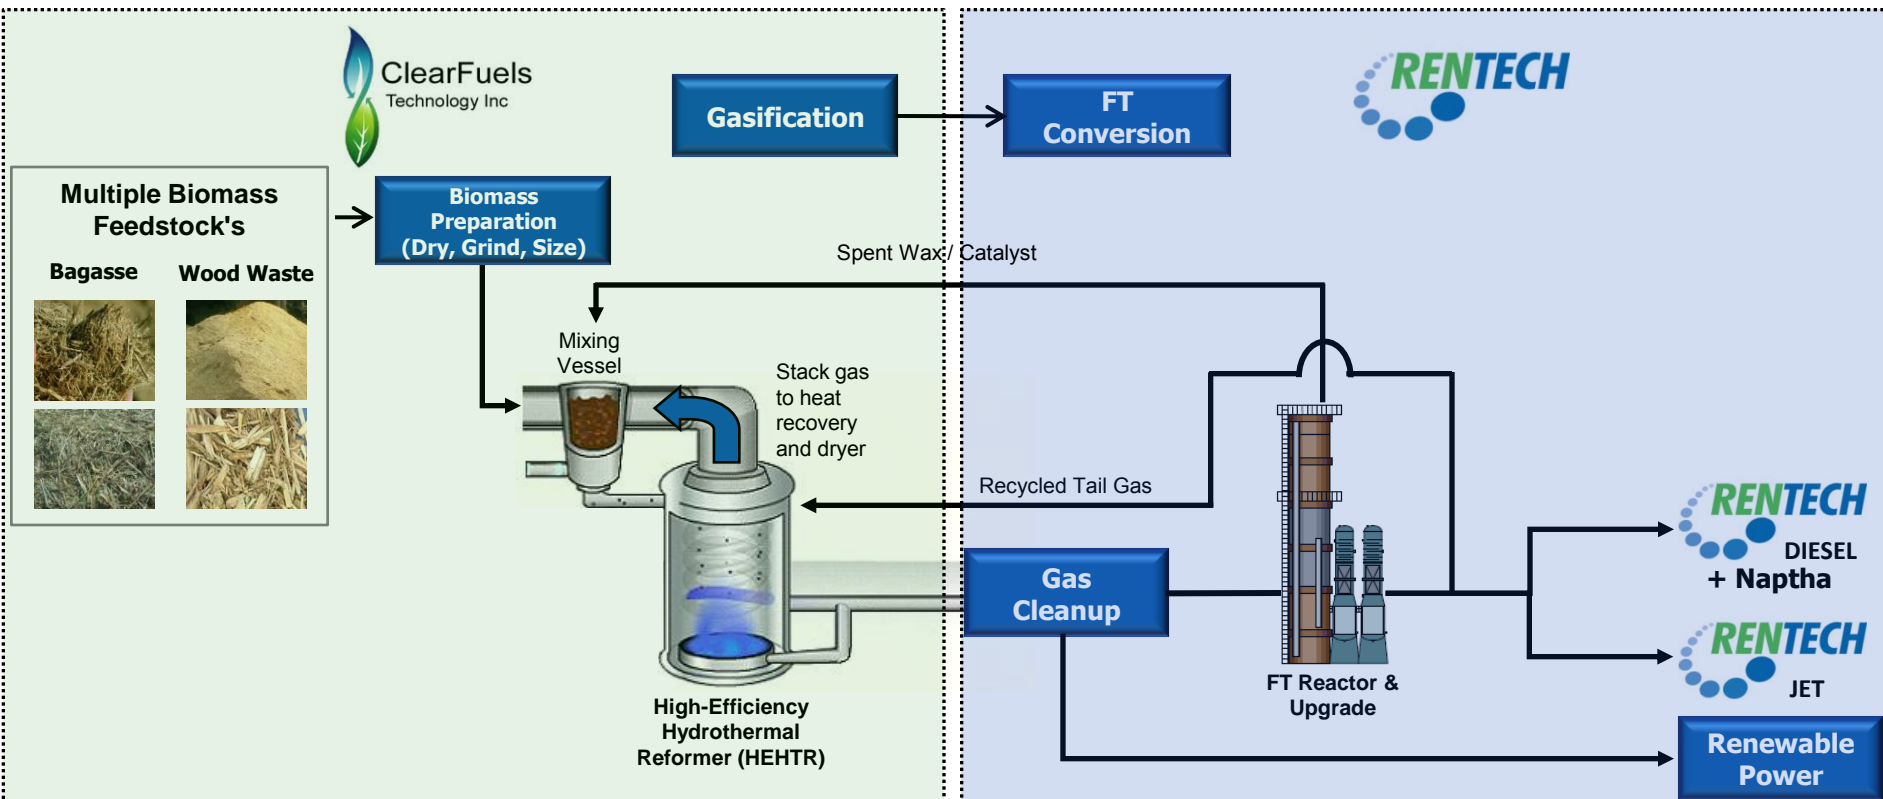 ClearFuels
Technology Inc
Gasification
FT
Conversion
RENTECH
Multiple Biomass
Feedstock's
Bagasse
Wood Waste
Biomass
Preparation
(Dry, Grind, Size)
Spent Wax / Catalyst
Mixing
Vessel
Stack gas
to heat
recovery
and dryer
Recycled Tail Gas
High-Efficiency
Hydrothermal
Reformer (HEHTR)
Gas
Cleanup
FT Reactor &
Upgrade
RENTECH
DIESEL
+ Naptha
RENTECH
JET
Renewable
Power